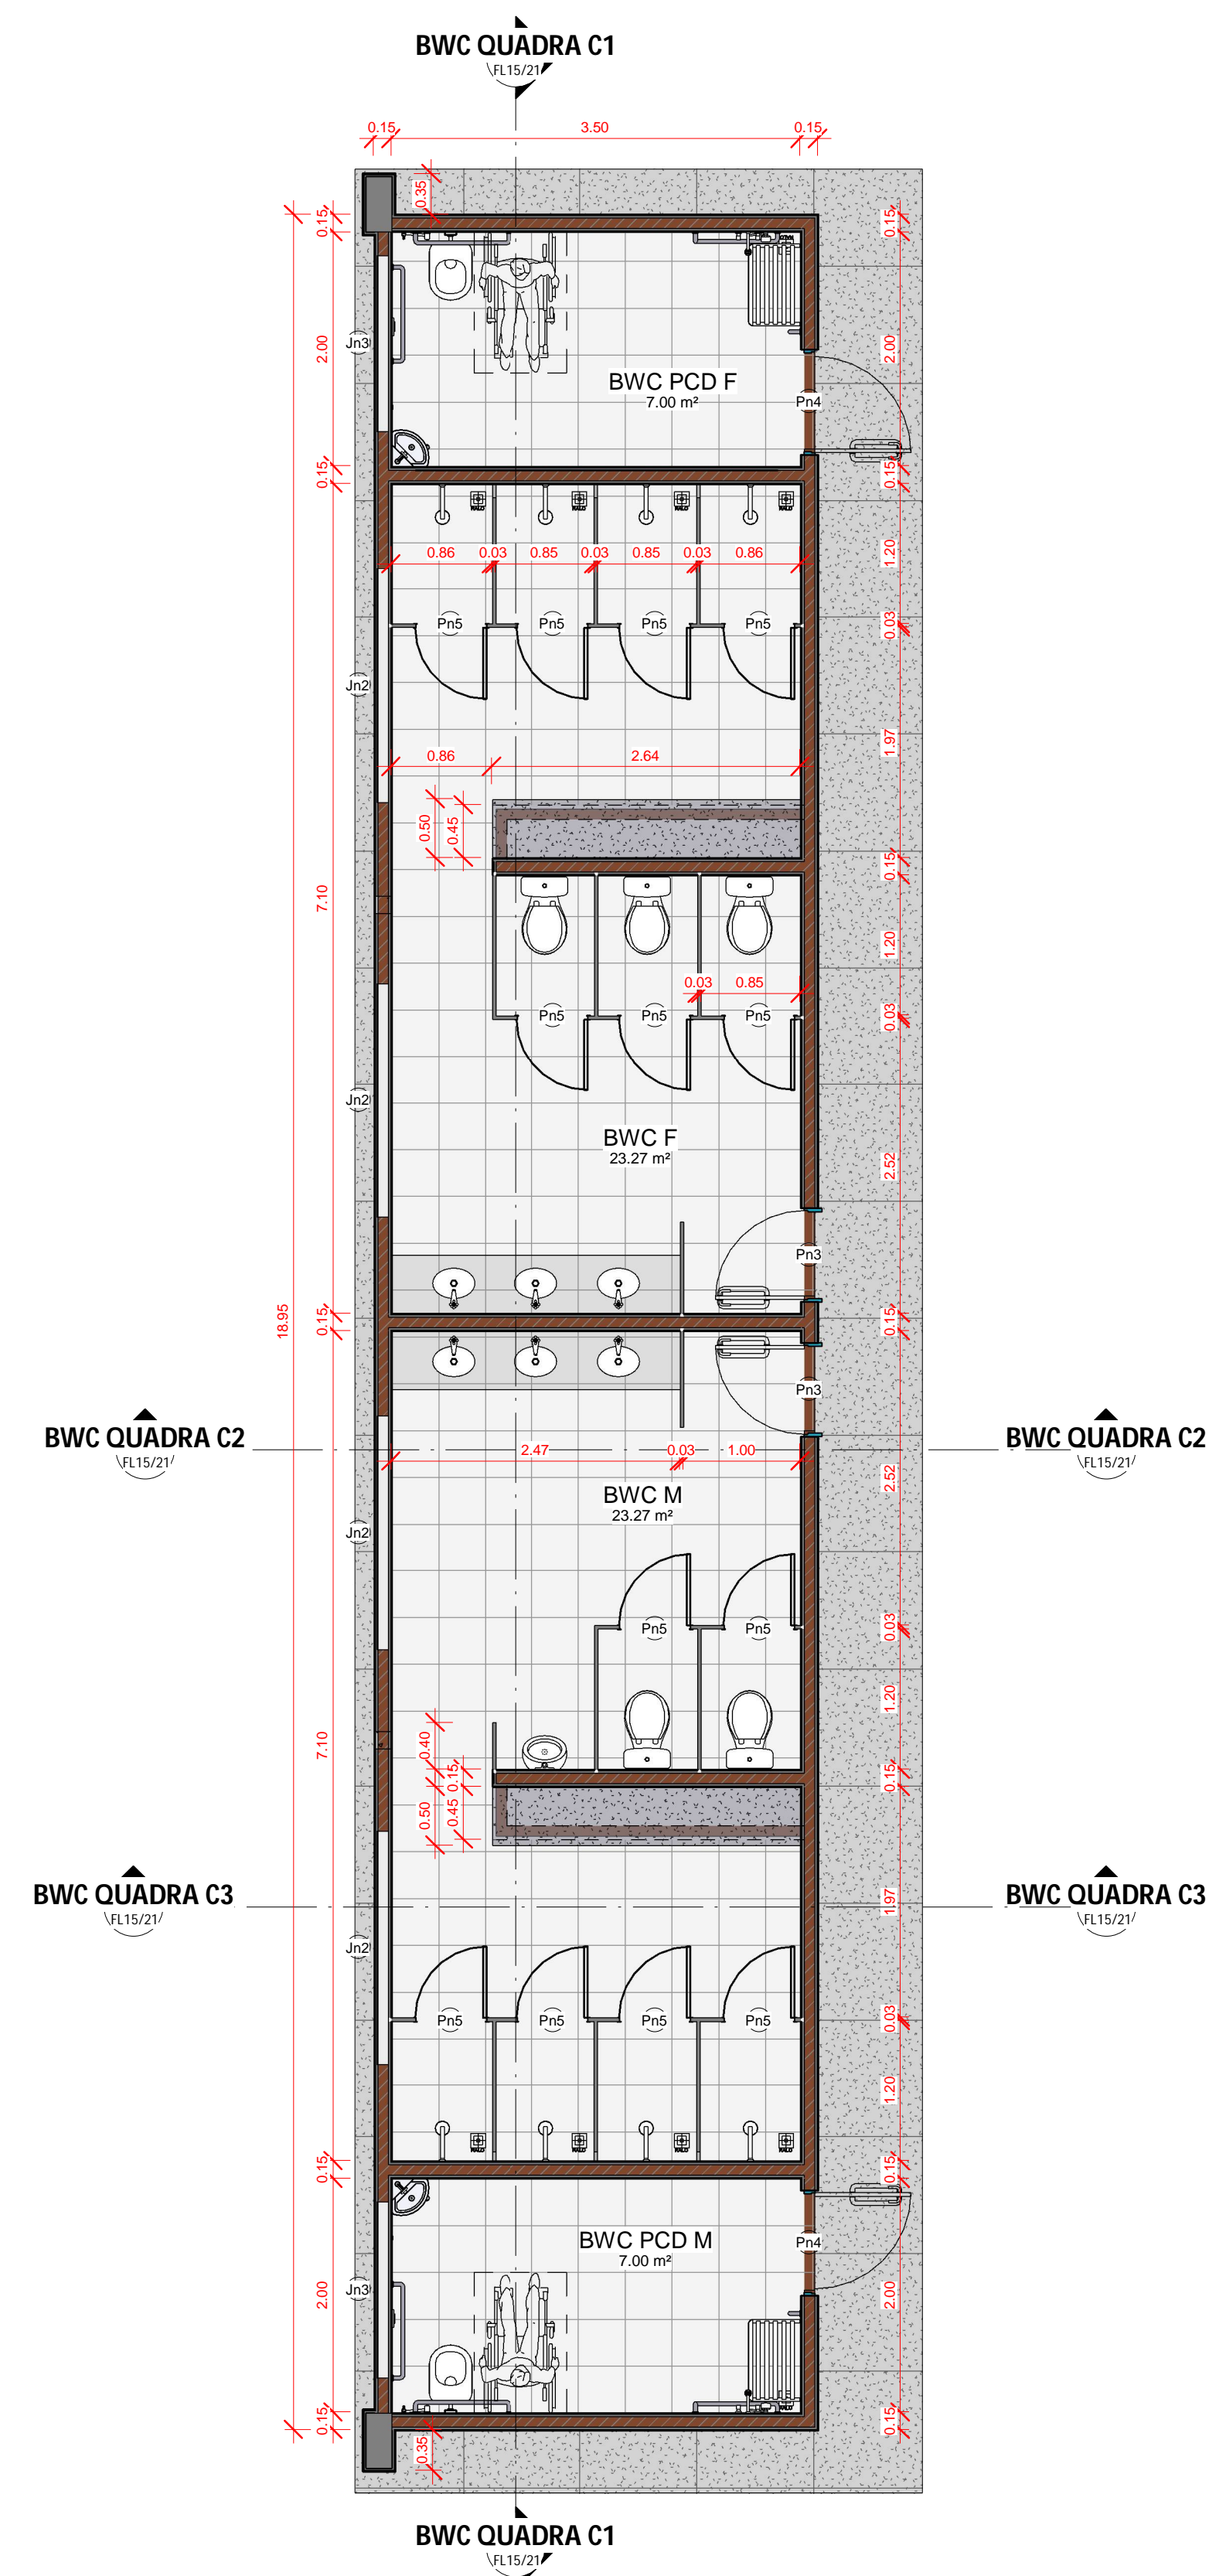 BWC QUADRA C1
FL15/21
0.15 3.50 0.15
0.35
0.15 0.15
2.00 2.00
Jn3
BWC PCD F
7.00 m²
Pn4
0.15 0.15
RALO RALO RALO RALO
0.86 0.03 0.85 0.03 0.85 0.03 0.86
1.20
Pn5 Pn5 Pn5 Pn5
0.03
Jn2
0.86 2.64
1.97
0.50 0.45
0.15
7.10
1.20
0.03 0.85
Pn5 Pn5 Pn5
0.03
Jn2
BWC F
23.27 m²
2.52
Pn3
18.95
0.15 0.15
Pn3
BWC QUADRA C2
FL15/21
BWC QUADRA C2
FL15/21
2.47 0.03 1.00
2.52
BWC M
23.27 m²
Jn2
Pn5 Pn5
0.03
1.20
7.10
0.40
0.15
0.15
0.50 0.45
BWC QUADRA C3
FL15/21
BWC QUADRA C3
FL15/21
1.97
Jn2
Pn5 Pn5 Pn5 Pn5
0.03
1.20
RALO RALO RALO RALO
0.15 0.15
BWC PCD M
7.00 m²
Pn4
Jn3
2.00 2.00
0.15 0.15
0.35
BWC QUADRA C1
FL15/21